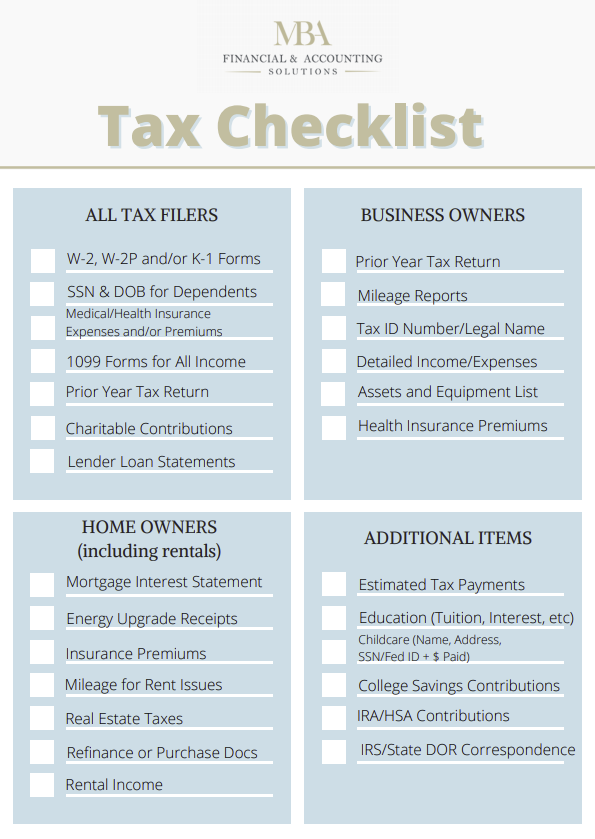 MBA
FINANCIAL & ACCOUNTING
SOLUTIONS
Tax Checklist
ALL TAX FILERS
W-2, W-2P and/or K-1 Forms
SSN & DOB for Dependents
Medical/Health Insurance
Expenses and/or Premiums
1099 Forms for All Income
Prior Year Tax Return
Charitable Contributions
Lender Loan Statements
BUSINESS OWNERS
Prior Year Tax Return
Mileage Reports
Tax ID Number/Legal Name
Detailed Income/Expenses
Assets and Equipment List
Health Insurance Premiums
HOME OWNERS
(including rentals)
Mortgage Interest Statement
Energy Upgrade Receipts
Insurance Premiums
Mileage for Rent Issues
Real Estate Taxes
Refinance or Purchase Docs
Rental Income
ADDITIONAL ITEMS
Estimated Tax Payments
Education (Tuition, Interest, etc)
Childcare (Name, Address,
SSN/Fed ID + $ Paid)
College Savings Contributions
IRA/HSA Contributions
IRS/State DOR Correspondence